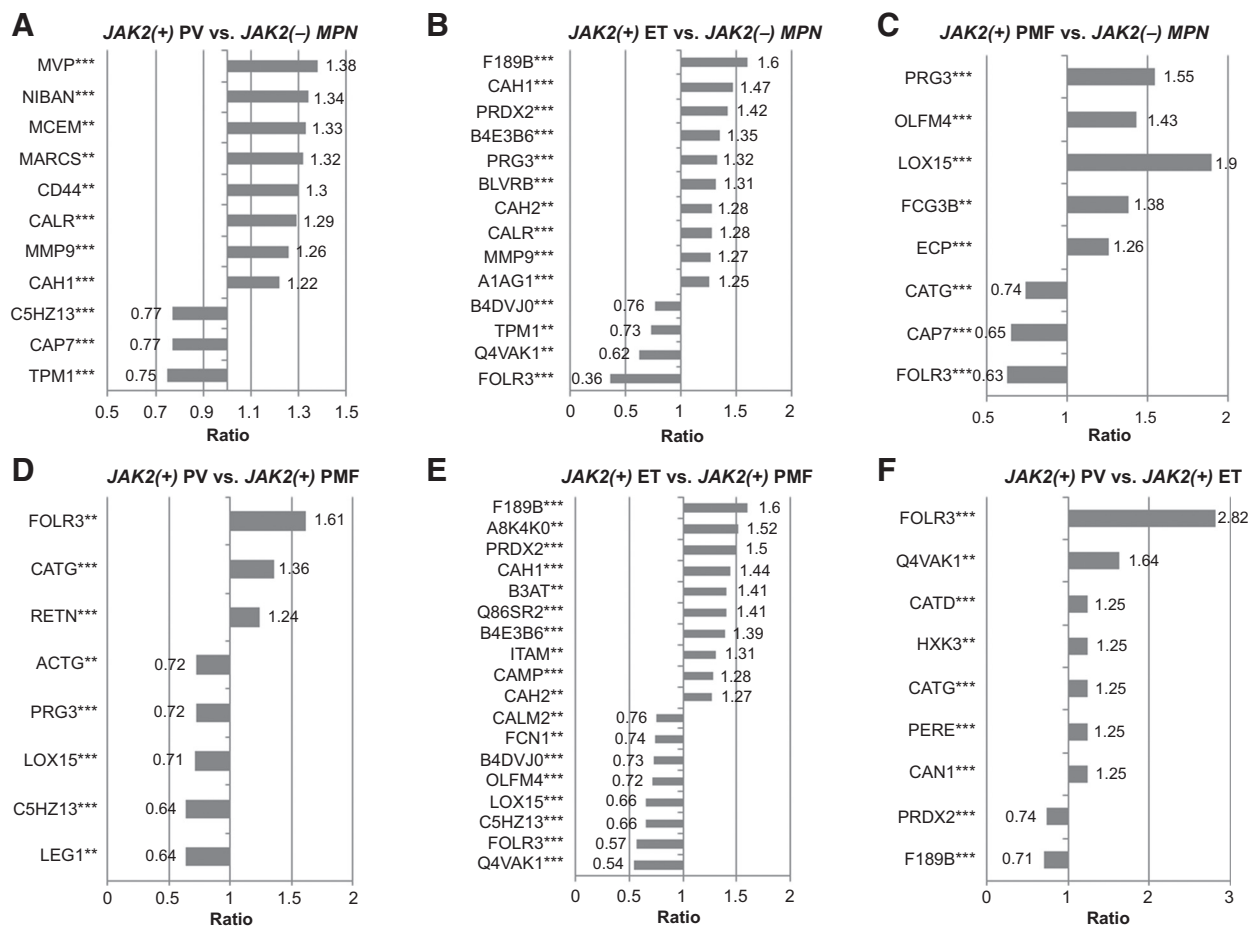 A JAK2(+) PV vs. JAK2(–) MPN
MVP*** 1.38
NIBAN*** 1.34
MCEM** 1.33
MARCS** 1.32
CD44** 1.3
CALR*** 1.29
MMP9*** 1.26
CAH1*** 1.22
C5HZ13*** 0.77
CAP7*** 0.77
TPM1*** 0.75
0.5 0.7 0.9 1.1 1.3 1.5
Ratio
B JAK2(+) ET vs. JAK2(–) MPN
F189B*** 1.6
CAH1*** 1.47
PRDX2*** 1.42
B4E3B6*** 1.35
PRG3*** 1.32
BLVRB*** 1.31
CAH2** 1.28
CALR*** 1.28
MMP9*** 1.27
A1AG1*** 1.25
B4DVJ0*** 0.76
TPM1** 0.73
Q4VAK1** 0.62
FOLR3*** 0.36
0 0.5 1 1.5 2
Ratio
C JAK2(+) PMF vs. JAK2(–) MPN
PRG3*** 1.55
OLFM4*** 1.43
LOX15*** 1.9
FCG3B** 1.38
ECP*** 1.26
CATG*** 0.74
CAP7*** 0.65
FOLR3*** 0.63
0.5 1 1.5 2
Ratio
D JAK2(+) PV vs. JAK2(+) PMF
FOLR3** 1.61
CATG*** 1.36
RETN*** 1.24
ACTG** 0.72
PRG3*** 0.72
LOX15*** 0.71
C5HZ13*** 0.64
LEG1** 0.64
0 0.5 1 1.5 2
Ratio
E JAK2(+) ET vs. JAK2(+) PMF
F189B*** 1.6
A8K4K0** 1.52
PRDX2*** 1.5
CAH1*** 1.44
B3AT** 1.41
Q86SR2*** 1.41
B4E3B6*** 1.39
ITAM** 1.31
CAMP*** 1.28
CAH2** 1.27
CALM2** 0.76
FCN1** 0.74
B4DVJ0*** 0.73
OLFM4*** 0.72
LOX15*** 0.66
C5HZ13*** 0.66
FOLR3*** 0.57
Q4VAK1*** 0.54
0 0.5 1 1.5 2
Ratio
F JAK2(+) PV vs. JAK2(+) ET
FOLR3*** 2.82
Q4VAK1** 1.64
CATD*** 1.25
HXK3** 1.25
CATG*** 1.25
PERE*** 1.25
CAN1*** 1.25
PRDX2*** 0.74
F189B*** 0.71
0 1 2 3
Ratio